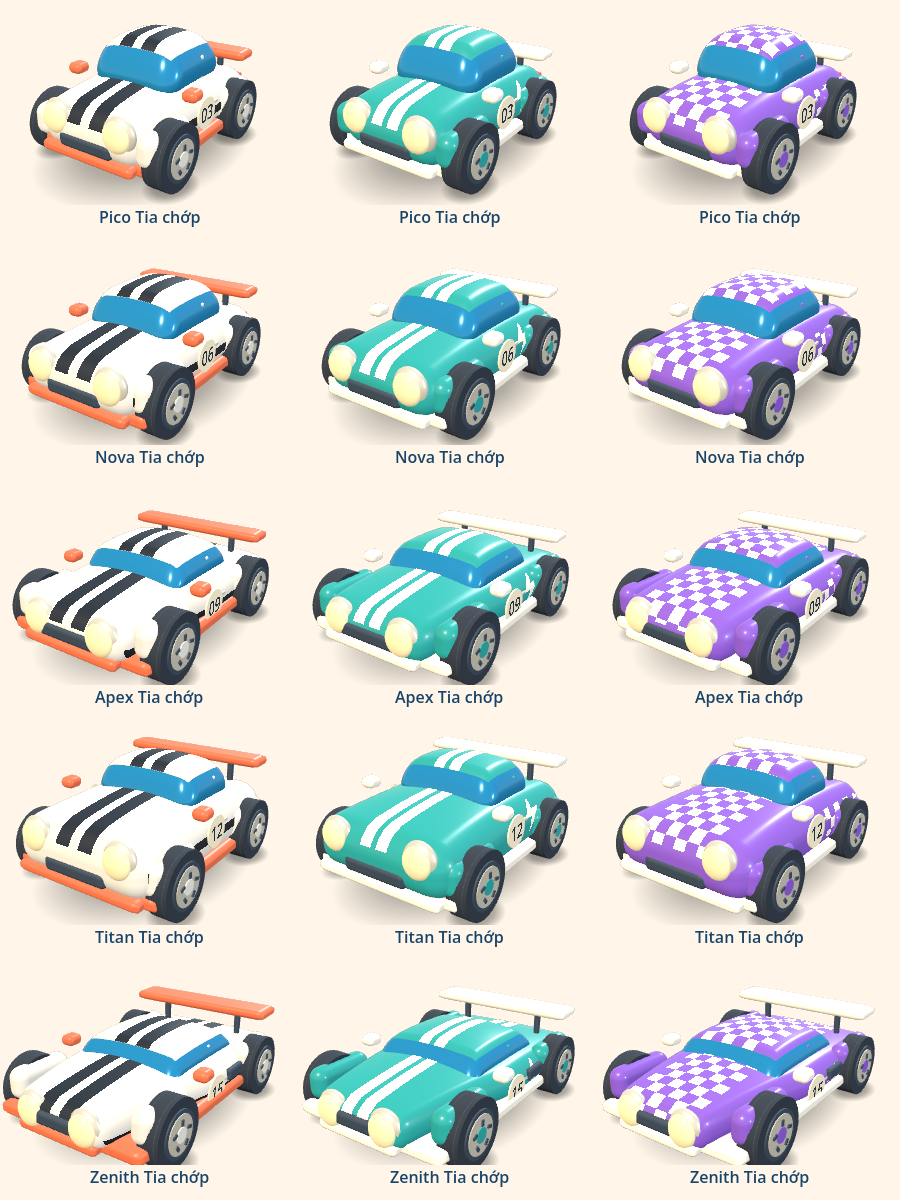 03 03 03
Pico Tia chớp Pico Tia chớp Pico Tia chớp
06 06 06
Nova Tia chớp Nova Tia chớp Nova Tia chớp
09 09 09
Apex Tia chớp Apex Tia chớp Apex Tia chớp
12 12 12
Titan Tia chớp Titan Tia chớp Titan Tia chớp
15 15 15
Zenith Tia chớp Zenith Tia chớp Zenith Tia chớp